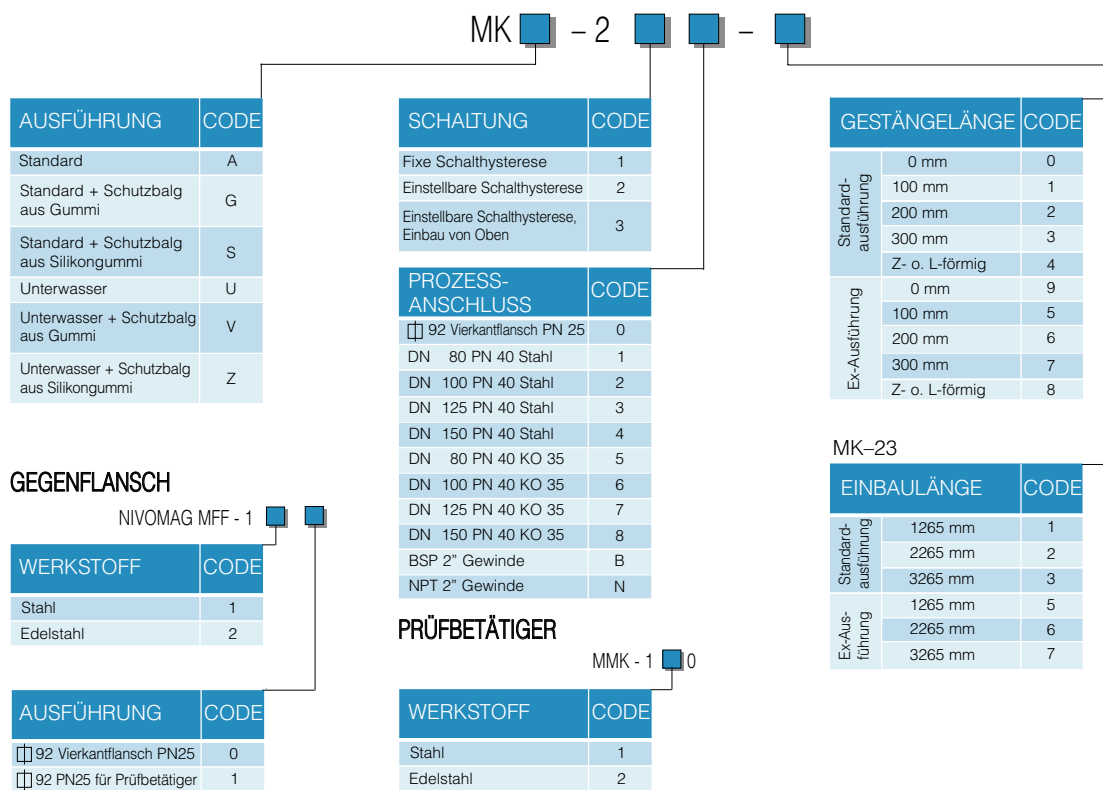 MK – 2 –
AUSFÜHRUNG CODE
Standard A
Standard + Schutzbalg
aus Gummi G
Standard + Schutzbalg
aus Silikongummi S
Unterwasser U
Unterwasser + Schutzbalg
aus Gummi V
Unterwasser + Schutzbalg
aus Silikongummi Z
SCHALTUNG CODE
Fixe Schalthysterese 1
Einstellbare Schalthysterese 2
Einstellbare Schalthysterese,
Einbau von Oben 3
PROZESS-
ANSCHLUSS CODE
92 Vierkantflansch PN 25 0
DN 80 PN 40 Stahl 1
DN 100 PN 40 Stahl 2
DN 125 PN 40 Stahl 3
DN 150 PN 40 Stahl 4
DN 80 PN 40 KO 35 5
DN 100 PN 40 KO 35 6
DN 125 PN 40 KO 35 7
DN 150 PN 40 KO 35 8
BSP 2” Gewinde B
NPT 2” Gewinde N
GESTÄNGELÄNGE CODE
Standard-
ausführung
0 mm 0
100 mm 1
200 mm 2
300 mm 3
Z- o. L-förmig 4
Ex-Ausführung
0 mm 9
100 mm 5
200 mm 6
300 mm 7
Z- o. L-förmig 8
MK–23
EINBAULÄNGE CODE
Standard-
ausführung
1265 mm 1
2265 mm 2
3265 mm 3
Ex-Aus-
führung
1265 mm 5
2265 mm 6
3265 mm 7
GEGENFLANSCH
NIVOMAG MFF - 1
WERKSTOFF CODE
Stahl 1
Edelstahl 2
AUSFÜHRUNG CODE
92 Vierkantflansch PN25 0
92 PN25 für Prüfbetätiger 1
PRÜFBETÄTIGER
MMK - 1 0
WERKSTOFF CODE
Stahl 1
Edelstahl 2